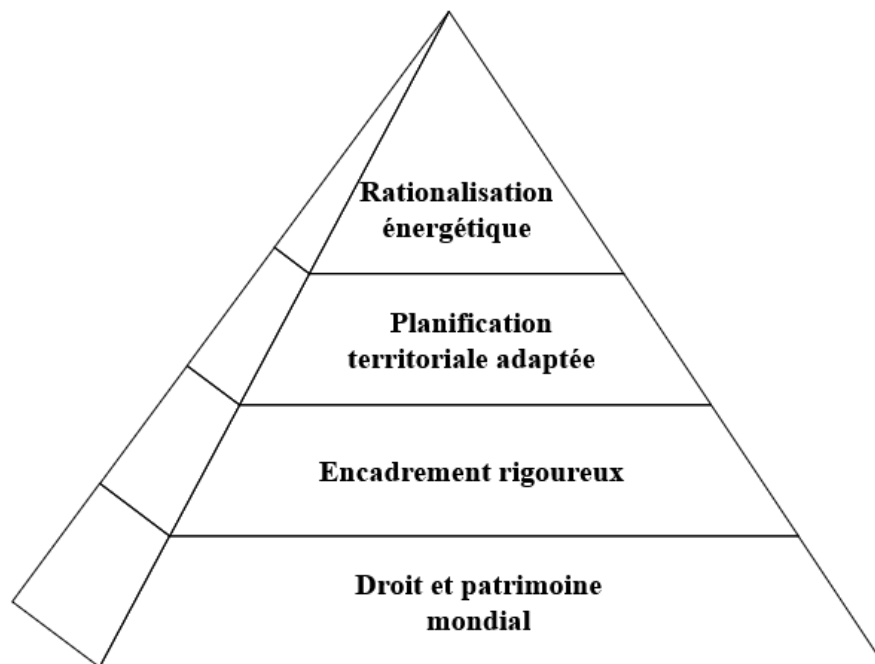 Rationalisation
énergétique
Planification
territoriale adaptée
Encadrement rigoureux
Droit et patrimoine
mondial